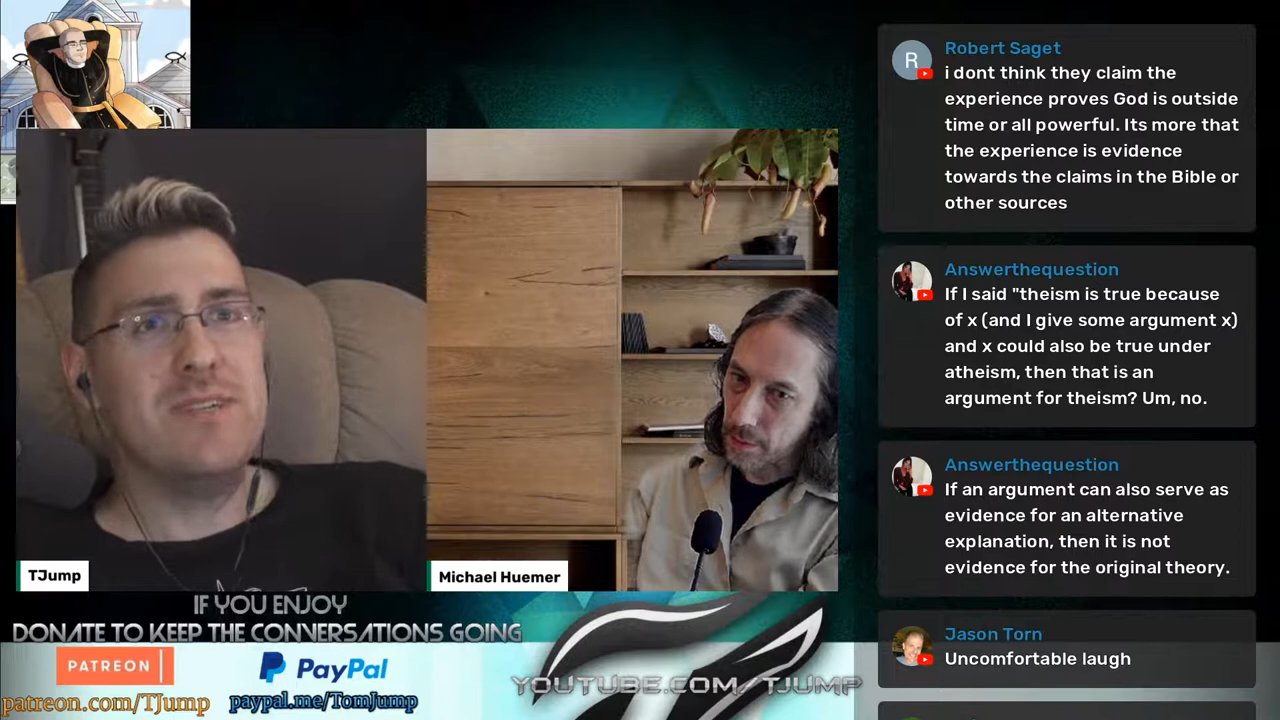 Robert Saget
R
i dont think they claim the
experience proves God is outside
time or all powerful. Its more that
the experience is evidence
towards the claims in the Bible or
other sources
Answerthequestion
If I said "theism is true because
of x (and I give some argument x)
and x could also be true under
atheism, then that is an
argument for theism? Um, no.
Answerthequestion
If an argument can also serve as
evidence for an alternative
explanation, then it is not
evidence for the original theory.
Jason Torn
Uncomfortable laugh
TJump
Michael Huemer
IF YOU ENJOY
DONATE TO KEEP THE CONVERSATIONS GOING
PATREON
PayPal
patreon.com/TJump
paypal.me/TomJump
YOUTUBE.COM/TJUMP